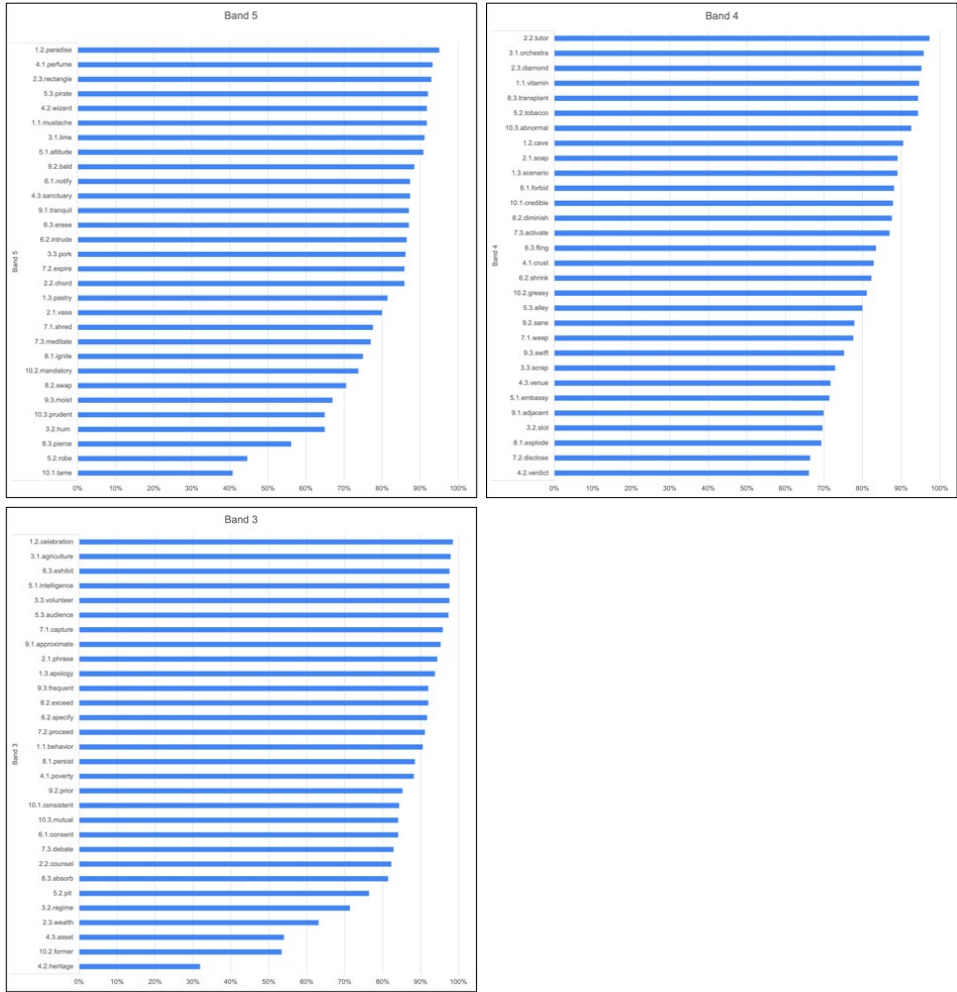 Band 5
Band 5
1.2.paradise
4.1.perfume
2.3.rectangle
5.3.pirate
4.2.wizard
1.1.mustache
3.1.lime
5.1.altitude
9.2.bald
6.1.notify
4.3.sanctuary
9.1.tranquil
6.3.erase
6.2.intrude
3.3.pork
7.2.expire
2.2.chord
1.3.pastry
2.1.vase
7.1.shred
7.3.meditate
8.1.ignite
10.2.mandatory
8.2.swap
9.3.moist
10.3.prudent
3.2.hum
8.3.pierce
5.2.robe
10.1.tame
0% 10% 20% 30% 40% 50% 60% 70% 80% 90% 100%
Band 4
Band 4
2.2.tutor
3.1.orchestra
2.3.diamond
1.1.vitamin
8.3.transplant
5.2.tobacco
10.3.abnormal
1.2.cave
2.1.soap
1.3.scenario
6.1.forbid
10.1.credible
8.2.diminish
7.3.activate
6.3.fling
4.1.crust
6.2.shrink
10.2.greasy
5.3.alley
9.2.sane
7.1.weep
9.3.swift
3.3.scrap
4.3.venue
5.1.embassy
9.1.adjacent
3.2.slot
8.1.explode
7.2.disclose
4.2.verdict
0% 10% 20% 30% 40% 50% 60% 70% 80% 90% 100%
Band 3
Band 3
1.2.celebration
3.1.agriculture
6.3.exhibit
5.1.intelligence
3.3.volunteer
5.3.audience
7.1.capture
9.1.approximate
2.1.phrase
1.3.apology
9.3.frequent
8.2.exceed
6.2.specify
7.2.proceed
1.1.behavior
8.1.persist
4.1.poverty
9.2.prior
10.1.consistent
10.3.mutual
6.1.consent
7.3.debate
2.2.counsel
8.3.absorb
5.2.pit
3.2.regime
2.3.wealth
4.3.asset
10.2.former
4.2.heritage
0% 10% 20% 30% 40% 50% 60% 70% 80% 90% 100%